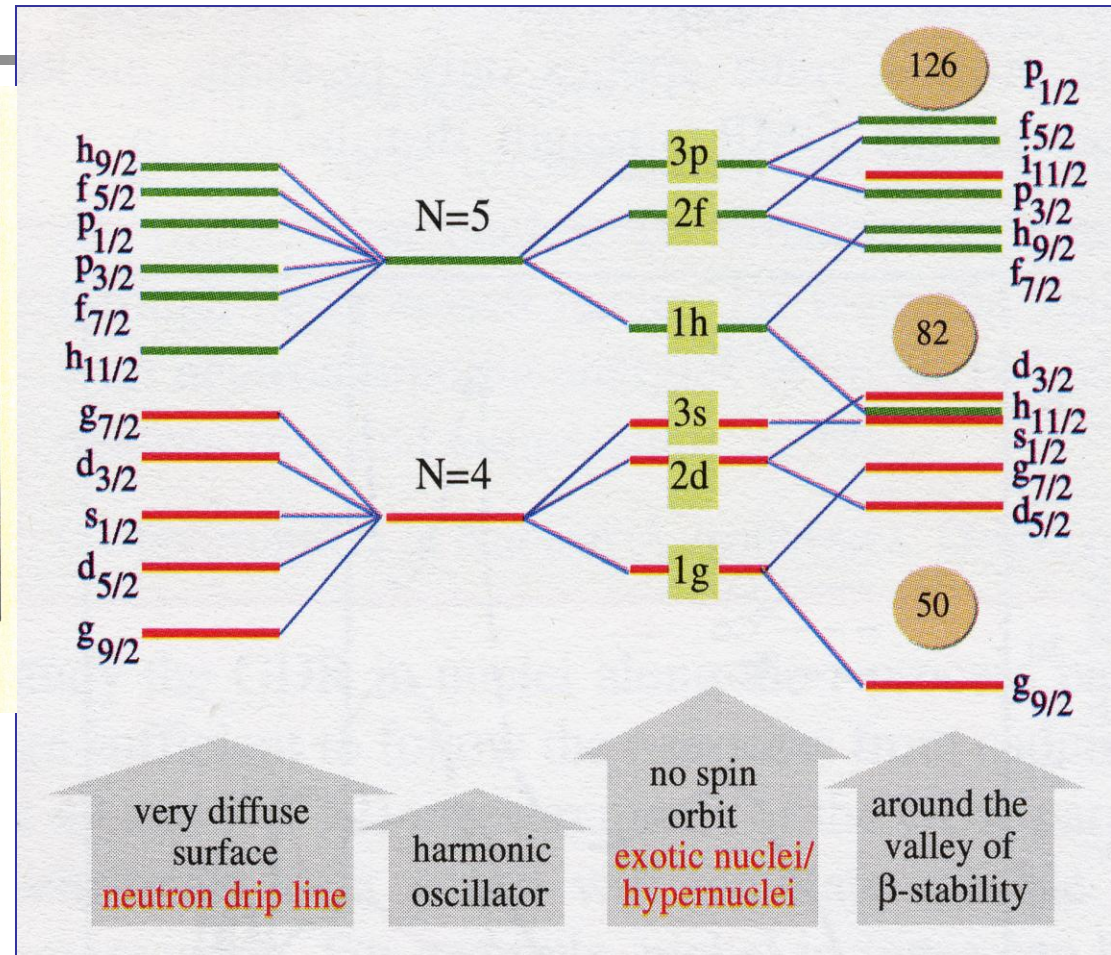 h9/2
f5/2
p1/2
p3/2
f7/2
h11/2
g7/2
d3/2
s1/2
d5/2
g9/2
N=5
N=4
3p
2f
1h
3s
2d
1g
126
82
50
p1/2
f5/2
i11/2
p3/2
h9/2
f7/2
d3/2
h11/2
s1/2
g7/2
d5/2
g9/2
very diffuse
surface
neutron drip line
harmonic
oscillator
no spin
orbit
exotic nuclei/
hypernuclei
around the
valley of
β-stability